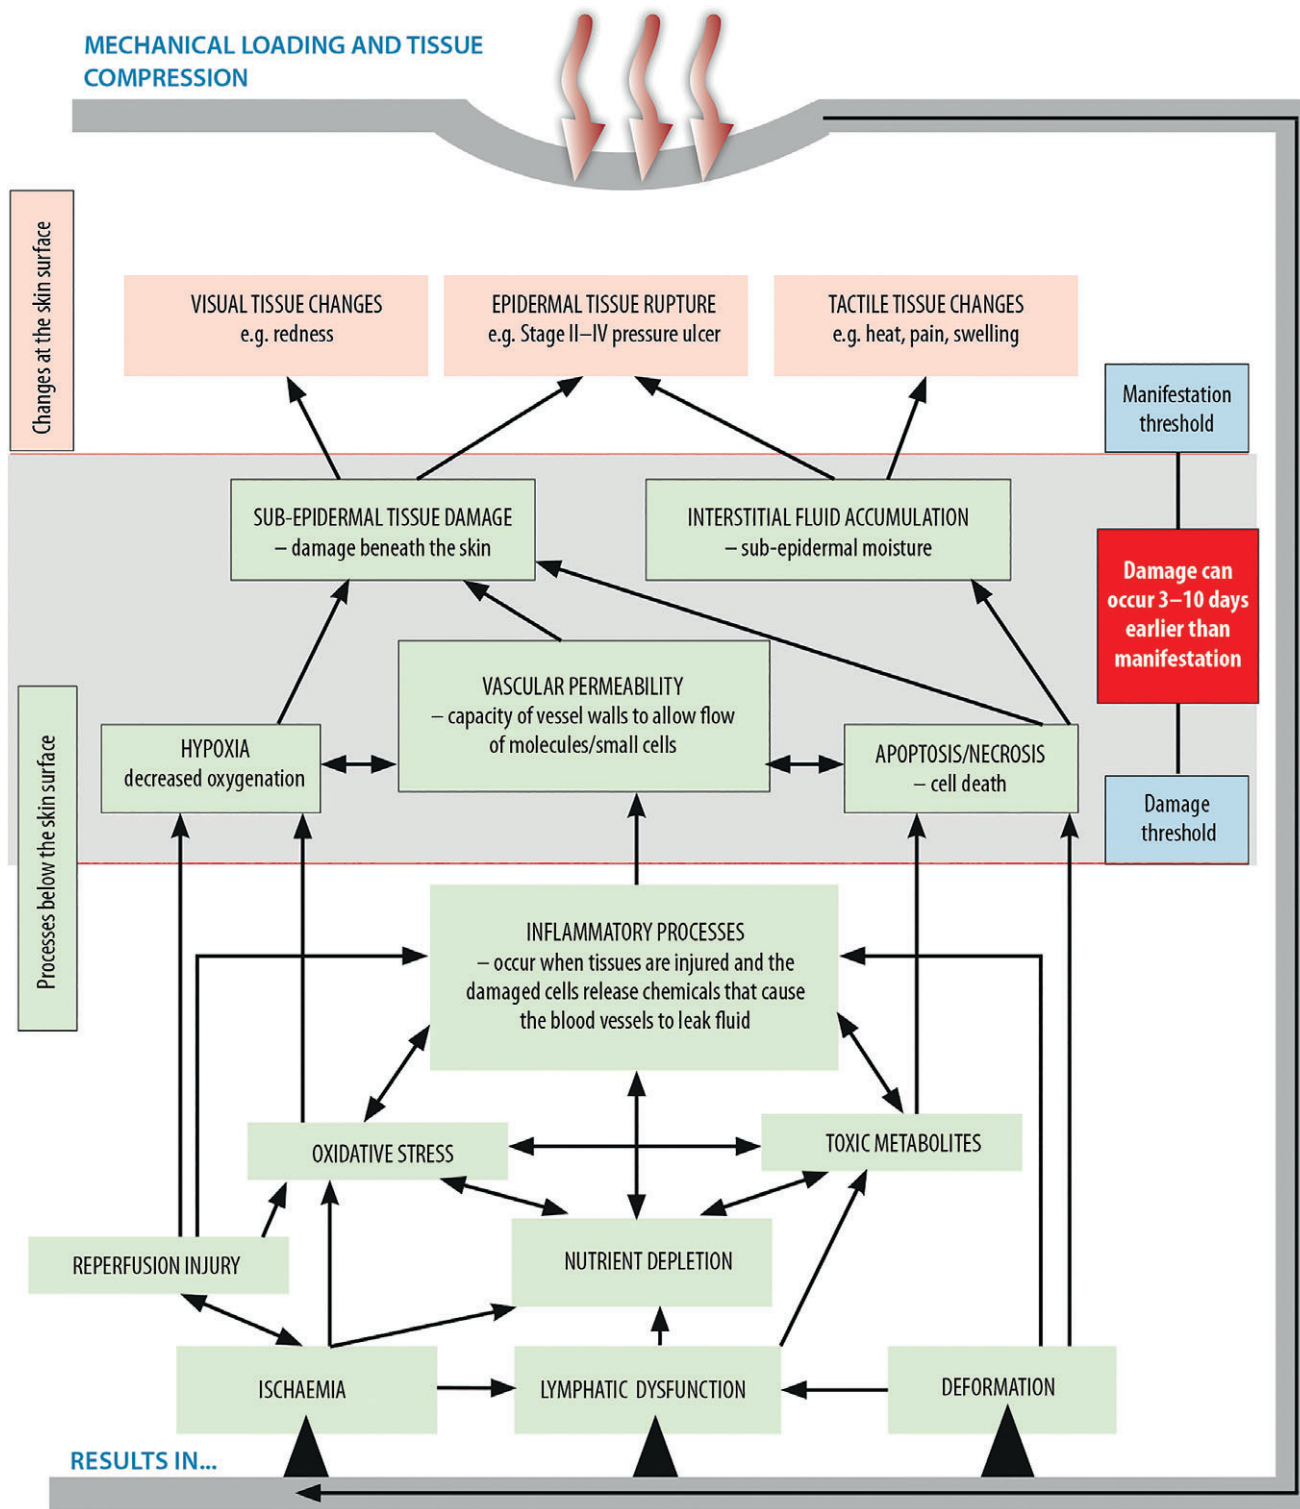 MECHANICAL LOADING AND TISSUE
COMPRESSION
Changes at the skin surface
VISUAL TISSUE CHANGES
e.g. redness
EPIDERMAL TISSUE RUPTURE
e.g. Stage II–IV pressure ulcer
TACTILE TISSUE CHANGES
e.g. heat, pain, swelling
Manifestation
threshold
SUB-EPIDERMAL TISSUE DAMAGE
– damage beneath the skin
INTERSTITIAL FLUID ACCUMULATION
– sub-epidermal moisture
Damage can
occur 3–10 days
earlier than
manifestation
Processes below the skin surface
VASCULAR PERMEABILITY
– capacity of vessel walls to allow flow
of molecules/small cells
HYPOXIA
decreased oxygenation
APOPTOSIS/NECROSIS
– cell death
Damage
threshold
INFLAMMATORY PROCESSES
– occur when tissues are injured and the
damaged cells release chemicals that cause
the blood vessels to leak fluid
OXIDATIVE STRESS
TOXIC METABOLITES
REPERFUSION INJURY
NUTRIENT DEPLETION
ISCHAEMIA
LYMPHATIC DYSFUNCTION
DEFORMATION
RESULTS IN...